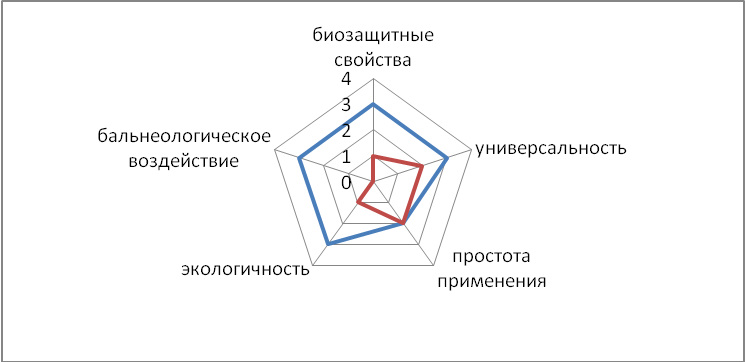 биозащитные
свойства
4
3
2
1
0
универсальность
простота
применения
экологичность
бальнеологическое
воздействие